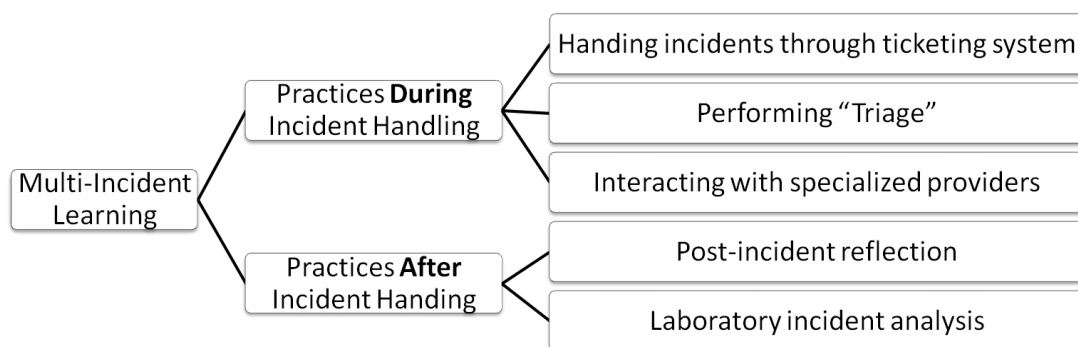 Handing incidents through ticketing system
Practices During
Incident Handling
Performing “Triage”
Multi-Incident
Learning
Interacting with specialized providers
Practices After
Incident Handing
Post-incident reflection
Laboratory incident analysis